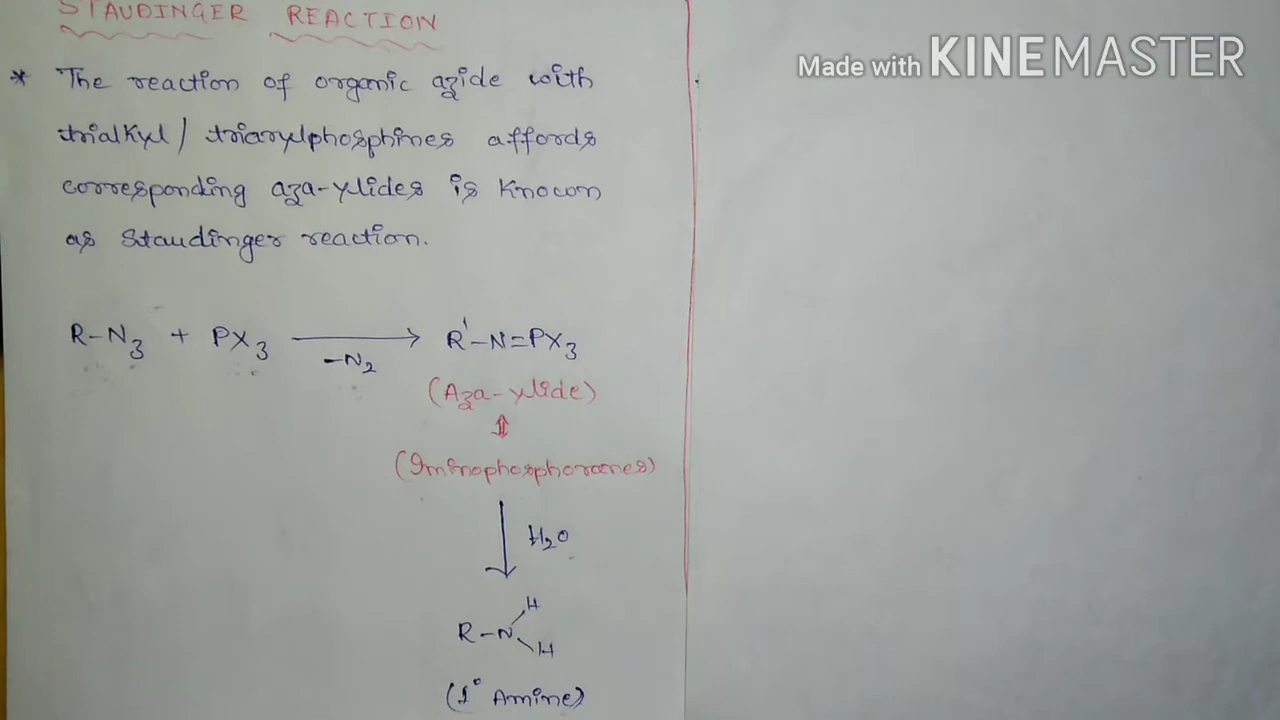 STAUDINGER REACTION
Made with KINEMASTER
* The reaction of organic azide with
trialkyl / triarylphosphines affords
corresponding aza-ylides is known
as Staudinger reaction.
R-N₃ + PX₃ ⟶ R'-N=PX₃
-N₂
(Aza-ylide)
⇕
(Iminophosphoranes)
↓ H₂O
H
R-N
H
(1° Amine)